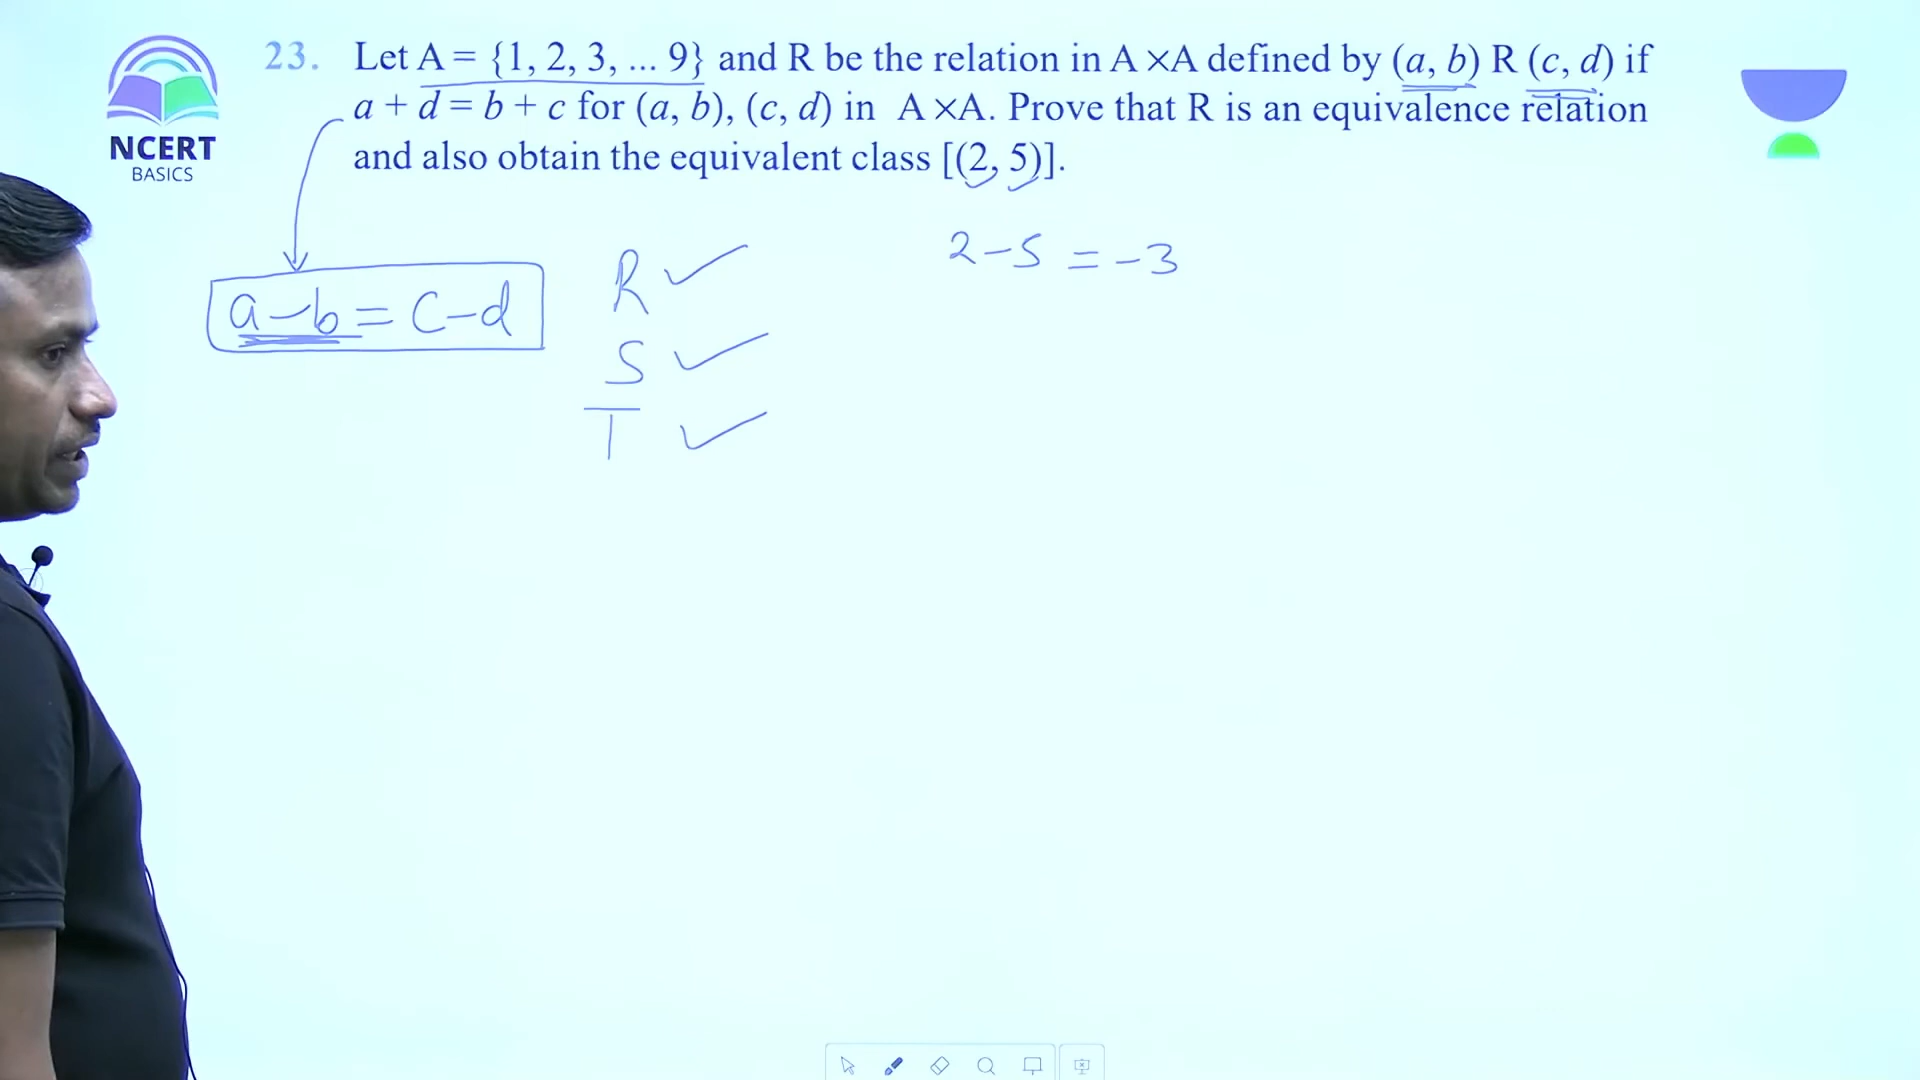 23. Let A = {1, 2, 3, ... 9} and R be the relation in A ×A defined by (a, b) R (c, d) if
a + d = b + c for (a, b), (c, d) in A ×A. Prove that R is an equivalence relation
and also obtain the equivalent class [(2, 5)].
NCERT
BASICS
a-b = c-d
R
S
T
2-5 = -3